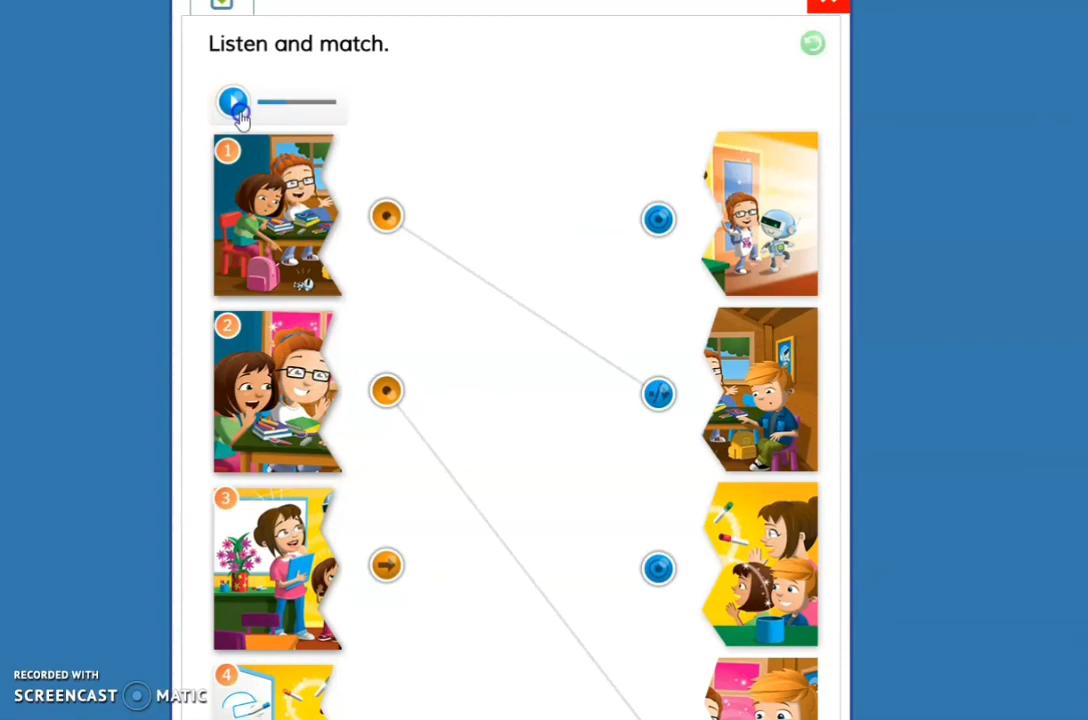 Listen and match.
1
2
3
4
RECORDED WITH
SCREENCAST MATIC